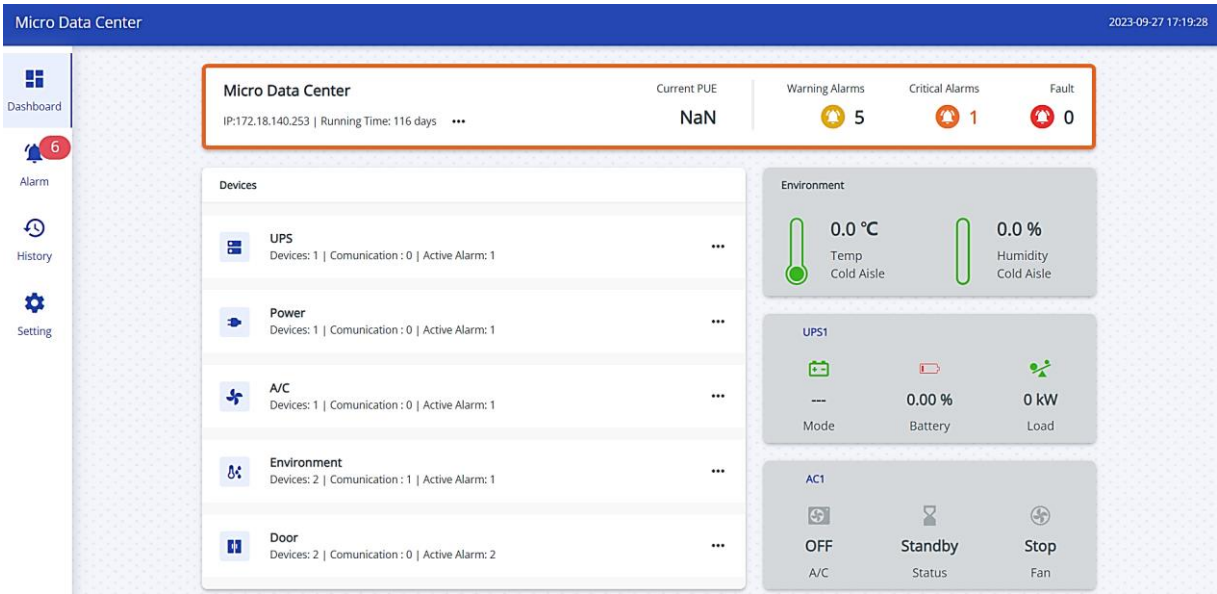 Micro Data Center
2023-09-27 17:19:28
Dashboard
6
Alarm
History
Setting
Micro Data Center
IP:172.18.140.253 | Running Time: 116 days •••
Current PUE
NaN
Warning Alarms
5
Critical Alarms
1
Fault
0
Devices
UPS
Devices: 1 | Comunication : 0 | Active Alarm: 1
Power
Devices: 1 | Comunication : 0 | Active Alarm: 1
A/C
Devices: 1 | Comunication : 0 | Active Alarm: 1
Environment
Devices: 2 | Comunication : 1 | Active Alarm: 1
Door
Devices: 2 | Comunication : 0 | Active Alarm: 2
Environment
0.0 ℃
Temp
Cold Aisle
0.0 %
Humidity
Cold Aisle
UPS1
--- 0.00 % 0 kW
Mode Battery Load
AC1
OFF Standby Stop
A/C Status Fan